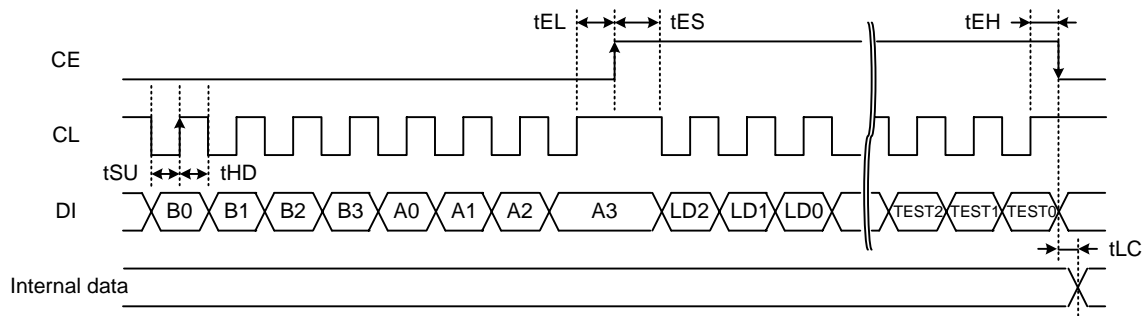 tEL tES tEH
CE
CL
tSU tHD
DI B0 B1 B2 B3 A0 A1 A2 A3 LD2 LD1 LD0 TEST2 TEST1 TEST0
tLC
Internal data